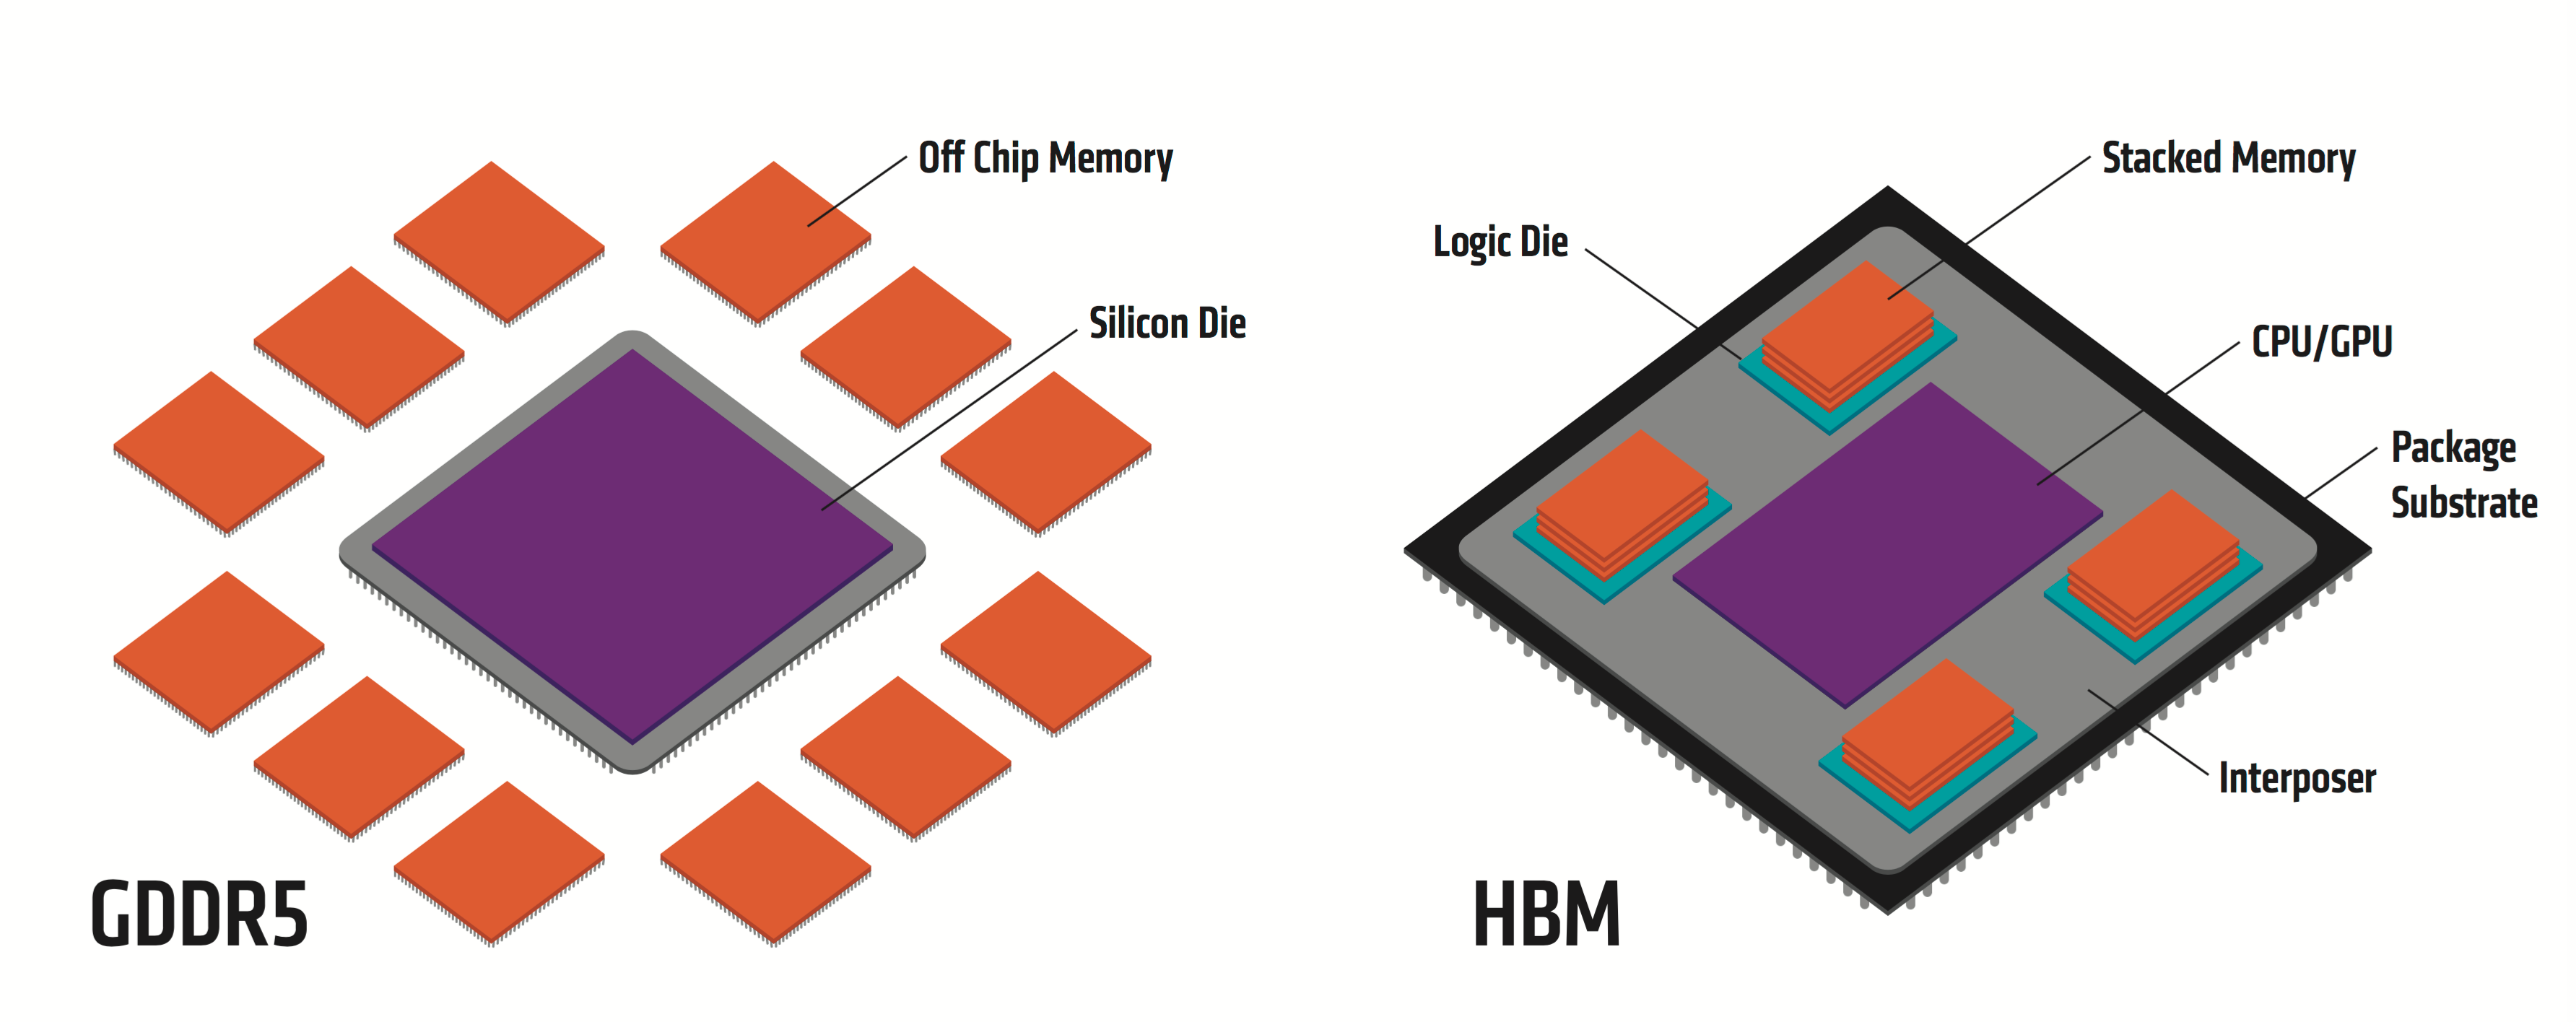 Off Chip Memory
Silicon Die
GDDR5
Stacked Memory
Logic Die
CPU/GPU
Package
Substrate
Interposer
HBM